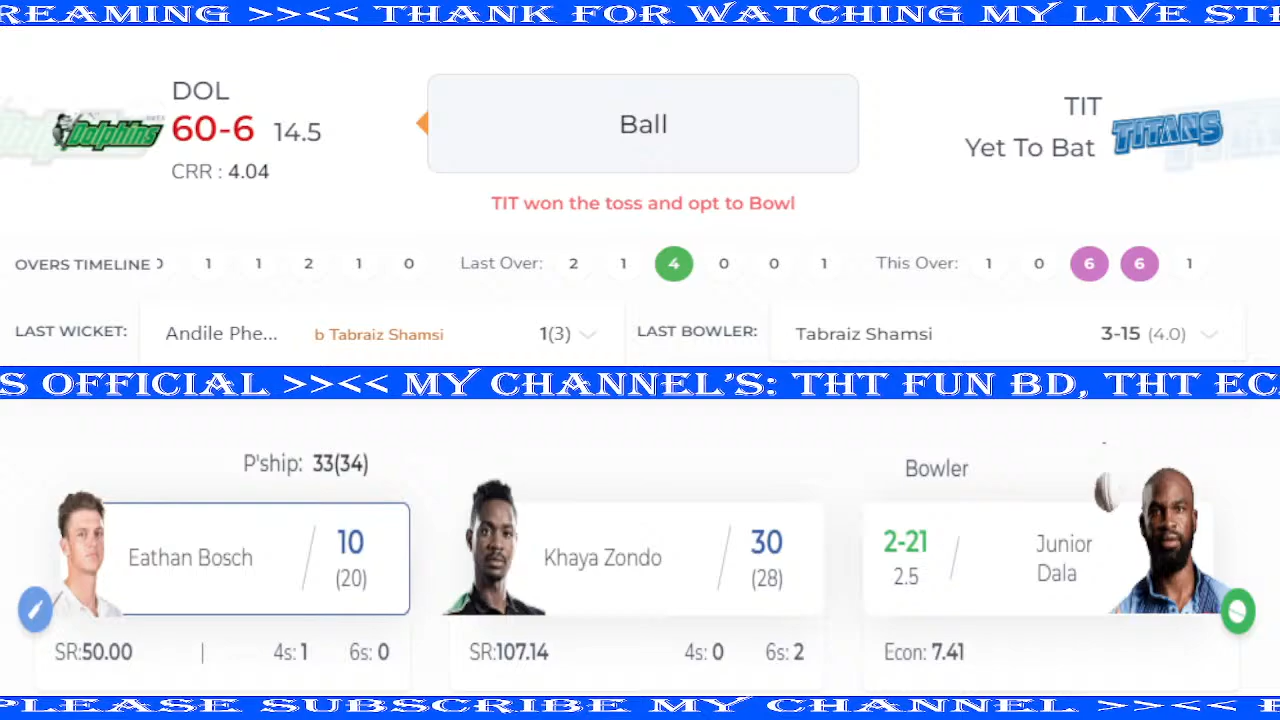 REAMING >><< THANK FOR WATCHING MY LIVE
DOL
60-6 14.5
CRR : 4.04
Dolphins
Ball
TIT
Yet To Bat
TITANS
TIT won the toss and opt to Bowl
OVERS TIMELINE 1 1 2 1 0 Last Over: 2 1 4 0 0 1 This Over: 1 0 6 6 1
LAST WICKET: Andile Phe... b Tabraiz Shamsi 1(3) LAST BOWLER: Tabraiz Shamsi 3-15 (4.0)
S OFFICIAL >><< MY CHANNEL'S: THT FUN BD, THT EC
P'ship: 33(34)
Bowler
Eathan Bosch 10 (20)
Khaya Zondo 30 (28)
2-21 2.5 Junior Dala
SR:50.00 | 4s: 1 6s: 0
SR:107.14 4s: 0 6s: 2
Econ: 7.41
PLEASE SUBSCRIBE MY CHANNEL >><<